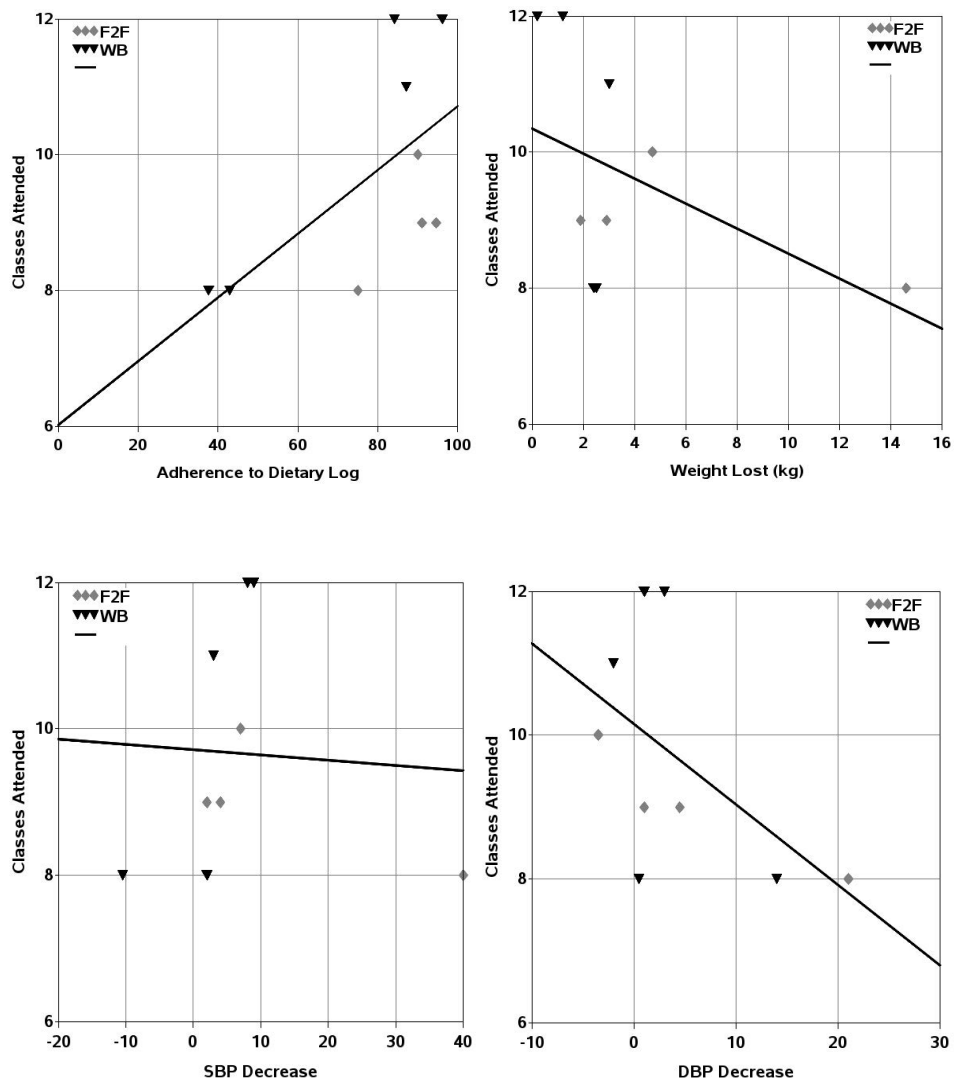 12
10
8
6
Classes Attended
F2F
WB
0 20 40 60 80 100
Adherence to Dietary Log
12
10
8
6
Classes Attended
F2F
WB
0 2 4 6 8 10 12 14 16
Weight Lost (kg)
12
10
8
6
Classes Attended
F2F
WB
-20 -10 0 10 20 30 40
SBP Decrease
12
10
8
6
Classes Attended
F2F
WB
-10 0 10 20 30
DBP Decrease